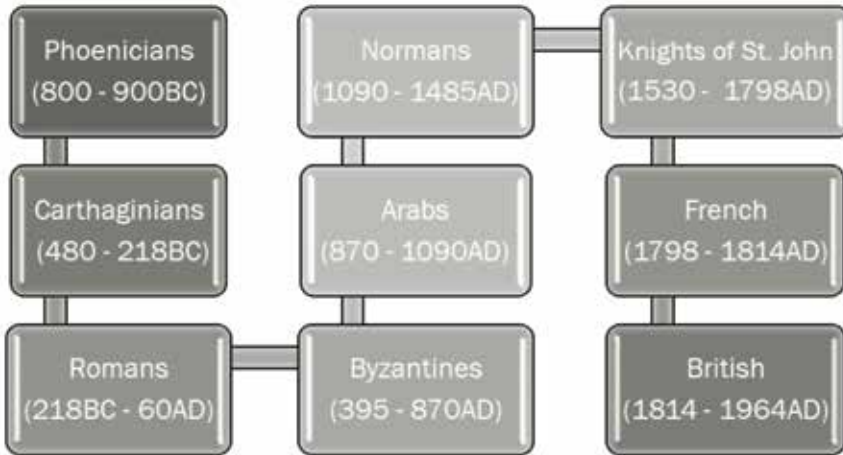 Phoenicians
(800 - 900BC)
Carthaginians
(480 - 218BC)
Romans
(218BC - 60AD)
Byzantines
(395 - 870AD)
Arabs
(870 - 1090AD)
Normans
(1090 - 1485AD)
Knights of St. John
(1530 - 1798AD)
French
(1798 - 1814AD)
British
(1814 - 1964AD)